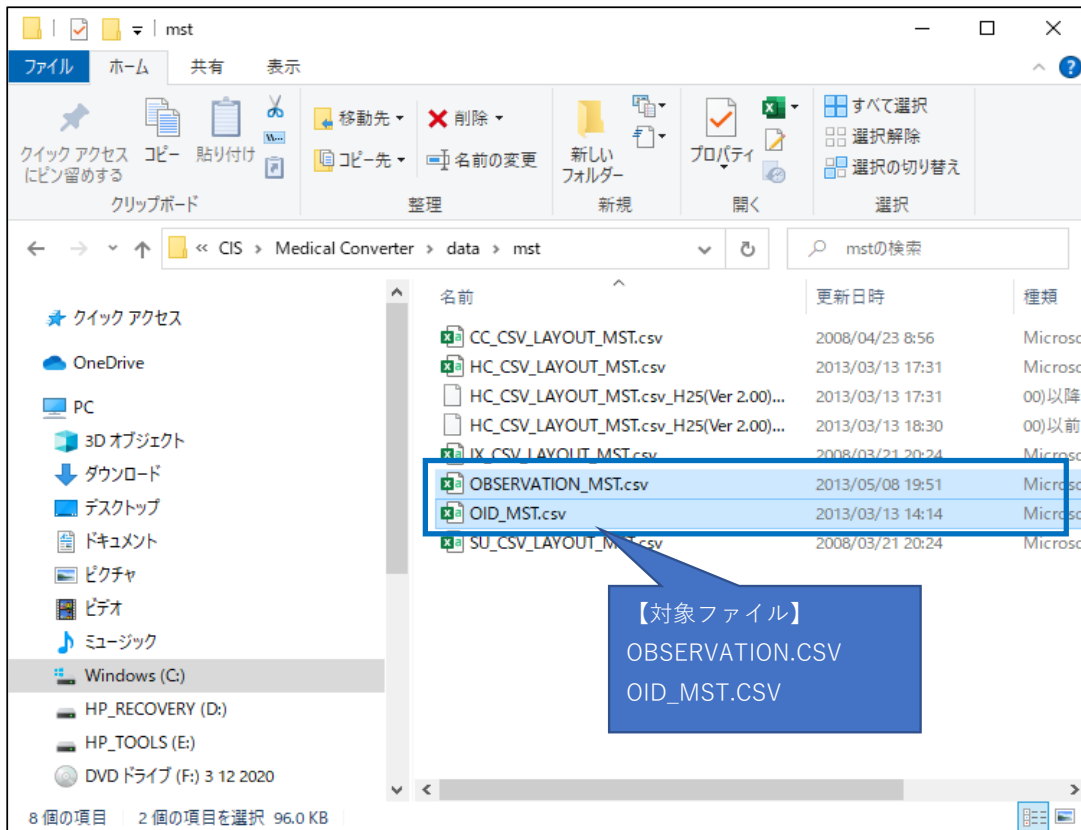 mst
ファイル ホーム 共有 表示
クイック アクセス
にピン留めする
コピー 貼り付け
移動先
コピー先
削除
名前の変更
新しい
フォルダー
プロパティ
すべて選択
選択解除
選択の切り替え
クリップボード 整理 新規 開く 選択
« CIS › Medical Converter › data › mst
mstの検索
名前 更新日時 種類
CC_CSV_LAYOUT_MST.csv 2008/04/23 8:56 Microsc
HC_CSV_LAYOUT_MST.csv 2013/03/13 17:31 Microsc
HC_CSV_LAYOUT_MST.csv_H25(Ver 2.00)... 2013/03/13 17:31 00)以降
HC_CSV_LAYOUT_MST.csv_H25(Ver 2.00)... 2013/03/13 18:30 00)以前
IX_CSV_LAYOUT_MST.csv 2008/03/21 20:24 Microsc
OBSERVATION_MST.csv 2013/05/08 19:51 Microsc
OID_MST.csv 2013/03/13 14:14 Microsc
SU_CSV_LAYOUT_MST.csv 2008/03/21 20:24 Microsc
クイック アクセス
OneDrive
PC
3D オブジェクト
ダウンロード
デスクトップ
ドキュメント
ピクチャ
ビデオ
ミュージック
Windows (C:)
HP_RECOVERY (D:)
HP_TOOLS (E:)
DVD ドライブ (F:) 3 12 2020
【対象ファイル】
OBSERVATION.CSV
OID_MST.CSV
8 個の項目 2 個の項目を選択 96.0 KB